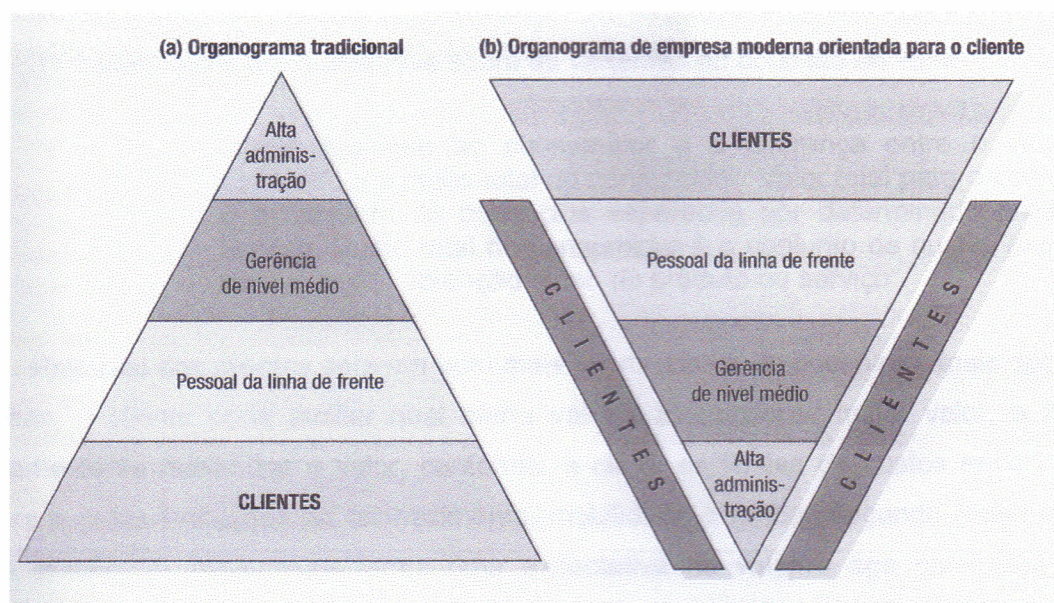 (a) Organograma tradicional
Alta
adminis-
tração
Gerência
de nível médio
Pessoal da linha de frente
CLIENTES
(b) Organograma de empresa moderna orientada para o cliente
CLIENTES
Pessoal da linha de frente
Gerência
de nível médio
Alta
adminis-
tração
CLIENTES
CLIENTES